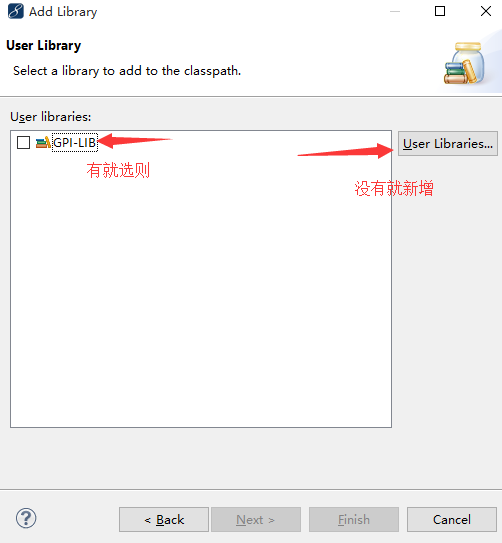 Add Library
User Library
Select a library to add to the classpath.
User libraries:
GPI-LIB
User Libraries...
有就选则
没有就新增
?
< Back
Next >
Finish
Cancel